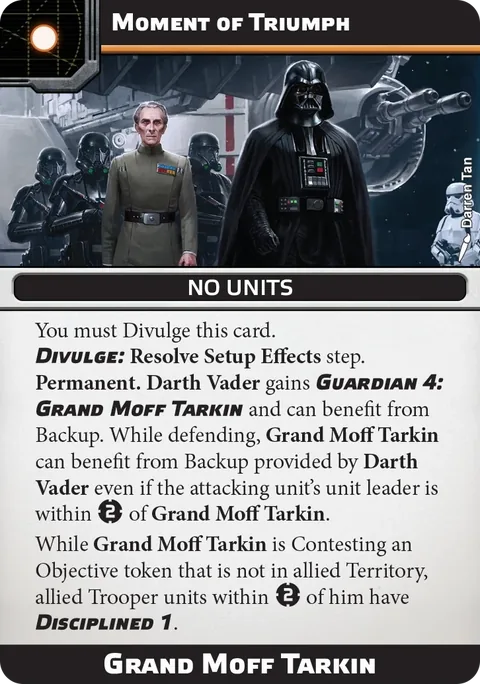 Moment of Triumph
Darren Tan
NO UNITS
You must Divulge this card.
Divulge: Resolve Setup Effects step.
Permanent. Darth Vader gains Guardian 4:
Grand Moff Tarkin and can benefit from
Backup. While defending, Grand Moff Tarkin
can benefit from Backup provided by Darth
Vader even if the attacking unit’s unit leader is
within 2 of Grand Moff Tarkin.
While Grand Moff Tarkin is Contesting an
Objective token that is not in allied Territory,
allied Trooper units within 2 of him have
Disciplined 1.
Grand Moff Tarkin